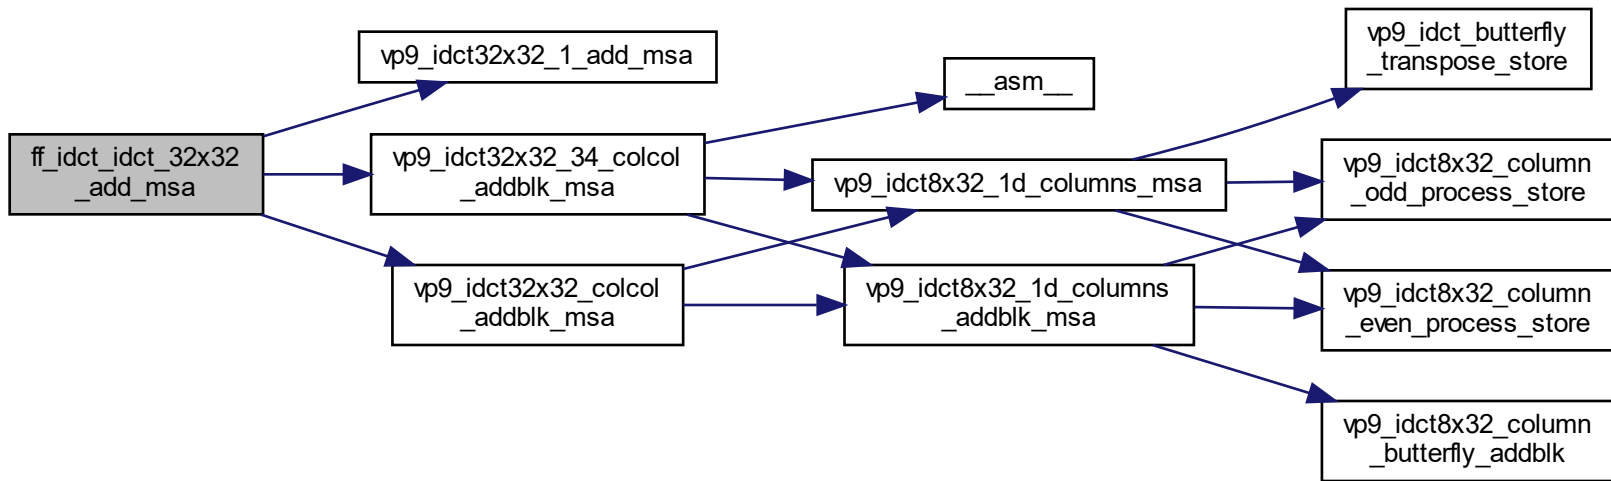 ff_idct_idct_32x32
_add_msa
vp9_idct32x32_1_add_msa
vp9_idct32x32_34_colcol
_addblk_msa
vp9_idct32x32_colcol
_addblk_msa
__asm__
vp9_idct8x32_1d_columns_msa
vp9_idct8x32_1d_columns
_addblk_msa
vp9_idct_butterfly
_transpose_store
vp9_idct8x32_column
_odd_process_store
vp9_idct8x32_column
_even_process_store
vp9_idct8x32_column
_butterfly_addblk